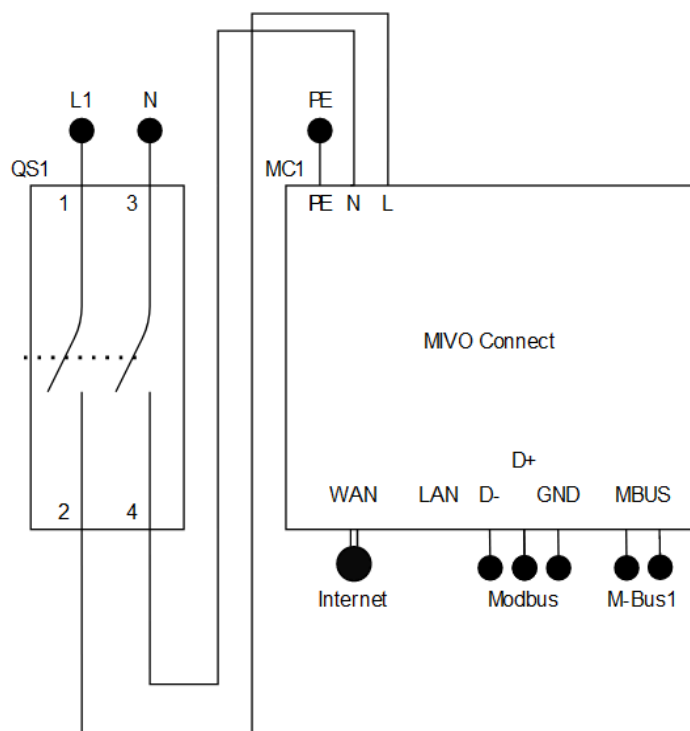 L1 N PE
QS1 MC1
1 3 PE N L
MIVO Connect
D+
2 4 WAN LAN D- GND MBUS
Internet Modbus M-Bus1